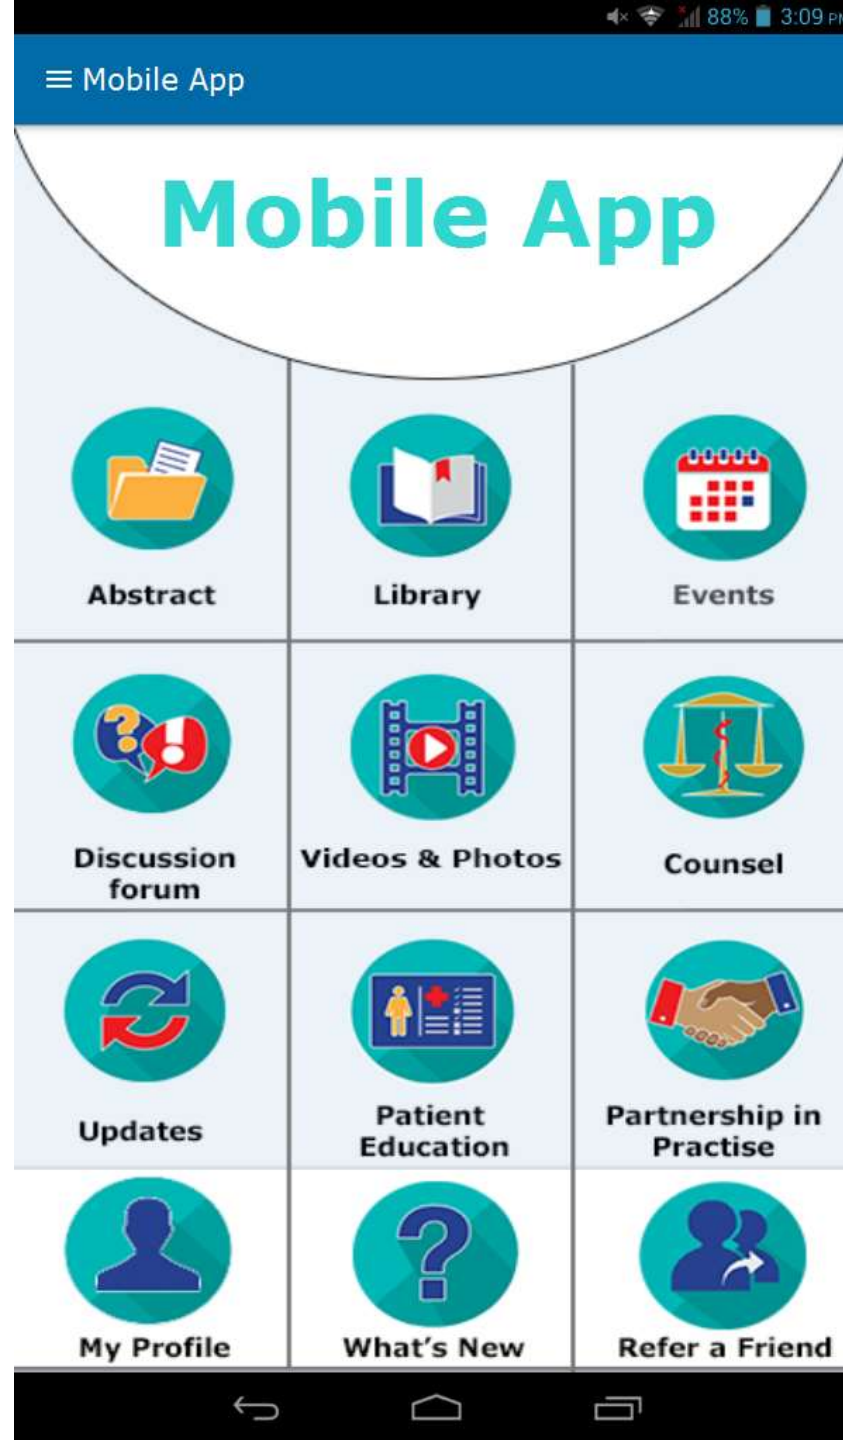 88% 3:09 PM
Mobile App
Mobile App
Abstract
Library
Events
Discussion
forum
Videos & Photos
Counsel
Updates
Patient
Education
Partnership in
Practise
My Profile
What's New
Refer a Friend